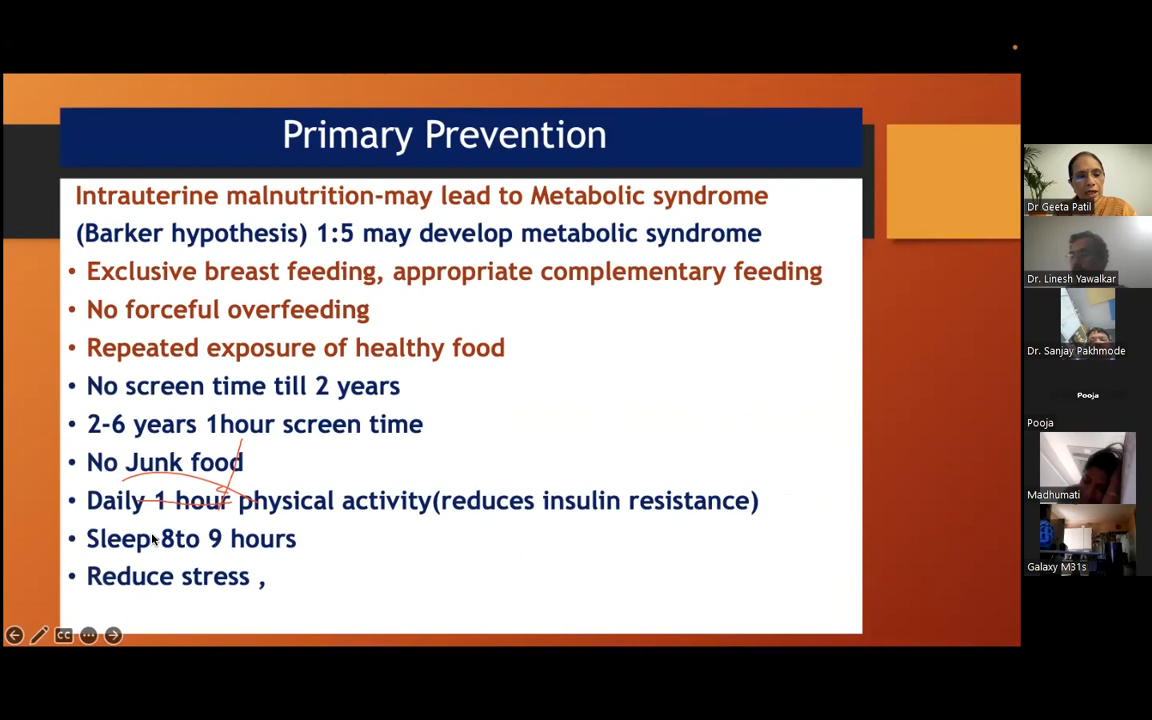 Primary Prevention
Intrauterine malnutrition-may lead to Metabolic syndrome
(Barker hypothesis) 1:5 may develop metabolic syndrome
• Exclusive breast feeding, appropriate complementary feeding
• No forceful overfeeding
• Repeated exposure of healthy food
• No screen time till 2 years
• 2-6 years 1hour screen time
• No Junk food
• Daily 1 hour physical activity(reduces insulin resistance)
• Sleep 8to 9 hours
• Reduce stress ,
CC
Dr Geeta Patil
Dr. Linesh Yawalkar
Dr. Sanjay Pakhmode
Pooja
Pooja
Madhumati
Galaxy M31s